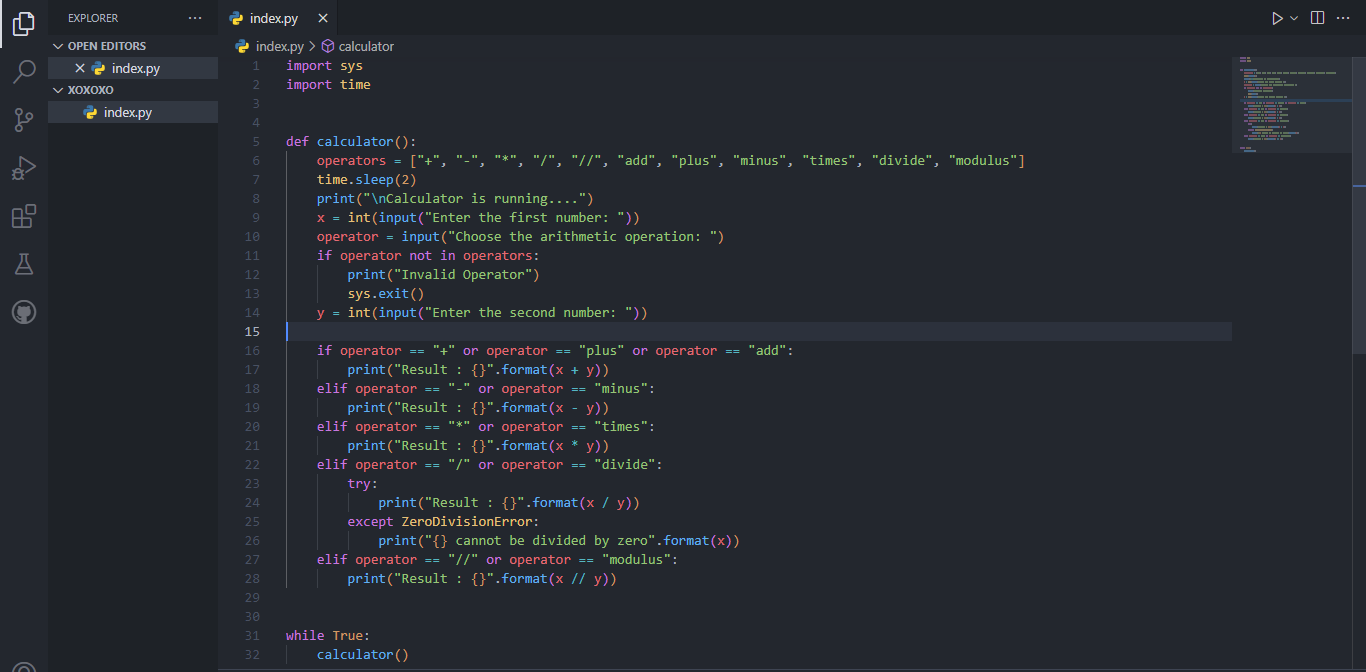 EXPLORER ...
OPEN EDITORS
index.py
XOXOXO
index.py
index.py
index.py > calculator
1 import sys
2 import time
3
4
5 def calculator():
6     operators = ["+", "-", "*", "/", "//", "add", "plus", "minus", "times", "divide", "modulus"]
7     time.sleep(2)
8     print("\nCalculator is running....")
9     x = int(input("Enter the first number: "))
10     operator = input("Choose the arithmetic operation: ")
11     if operator not in operators:
12         print("Invalid Operator")
13         sys.exit()
14     y = int(input("Enter the second number: "))
15
16     if operator == "+" or operator == "plus" or operator == "add":
17         print("Result : {}".format(x + y))
18     elif operator == "-" or operator == "minus":
19         print("Result : {}".format(x - y))
20     elif operator == "*" or operator == "times":
21         print("Result : {}".format(x * y))
22     elif operator == "/" or operator == "divide":
23         try:
24             print("Result : {}".format(x / y))
25         except ZeroDivisionError:
26             print("{} cannot be divided by zero".format(x))
27     elif operator == "//" or operator == "modulus":
28         print("Result : {}".format(x // y))
29
30
31 while True:
32     calculator()